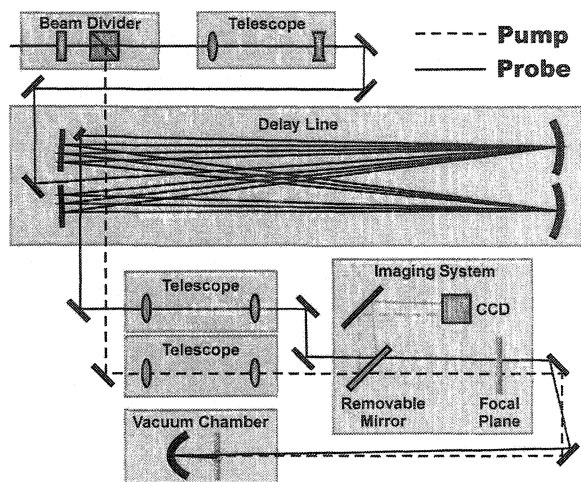 Beam Divider
Telescope
Pump
Probe
Delay Line
Telescope
Imaging System
CCD
Telescope
Removable
Mirror
Focal
Plane
Vacuum Chamber